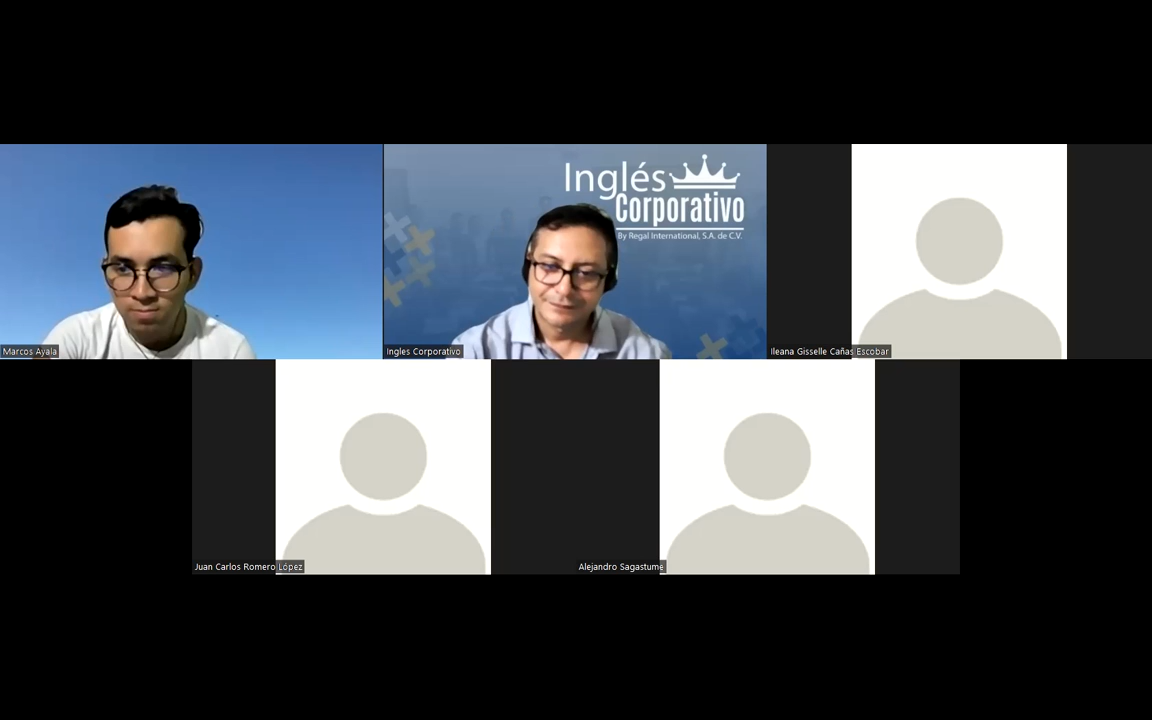 Inglés
Corporativo
By Regal International, S.A. de C.V.
Marcos Ayala
Ingles Corporativo
Ileana Gisselle Cañas Escobar
Juan Carlos Romero López
Alejandro Sagastume